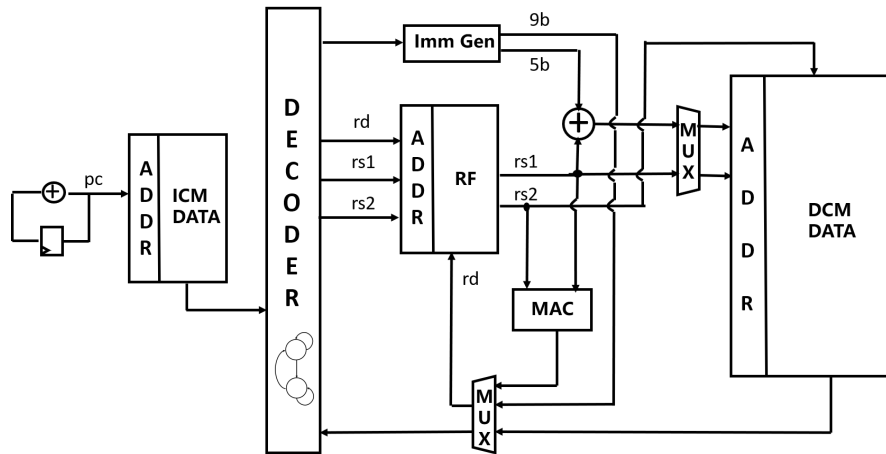 9b
Imm Gen
5b
DECODER
rd
rs1
rs2
ADDR
RF
rs1
rs2
rd
pc
ADDR
ICM
DATA
MUX
ADDR
DCM
DATA
MAC
MUX